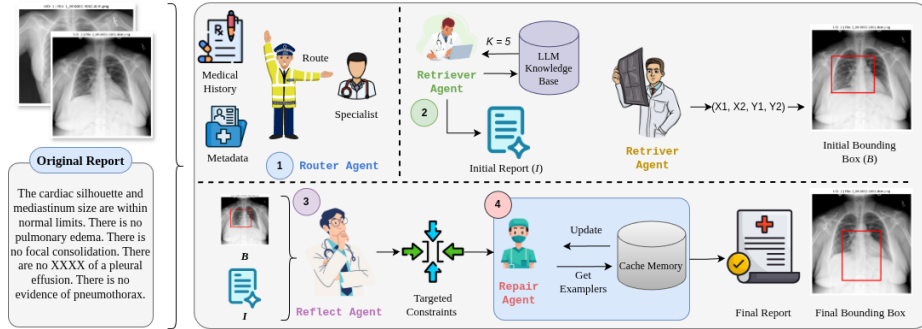 Original Report
The cardiac silhouette and
mediastinum size are within
normal limits. There is no
pulmonary edema. There is
no focal consolidation. There
are no XXXX of a pleural
effusion. There is no
evidence of pneumothorax.
Medical
History
Metadata
Route
Specialist
1
Router Agent
Retriever
Agent
2
K = 5
LLM
Knowledge
Base
Initial Report (I)
Retriver
Agent
(X1, X2, Y1, Y2)
Initial Bounding
Box (B)
B
I
3
Reflect Agent
Targeted
Constraints
4
Repair
Agent
Update
Get
Examplers
Cache Memory
Final Report
Final Bounding Box